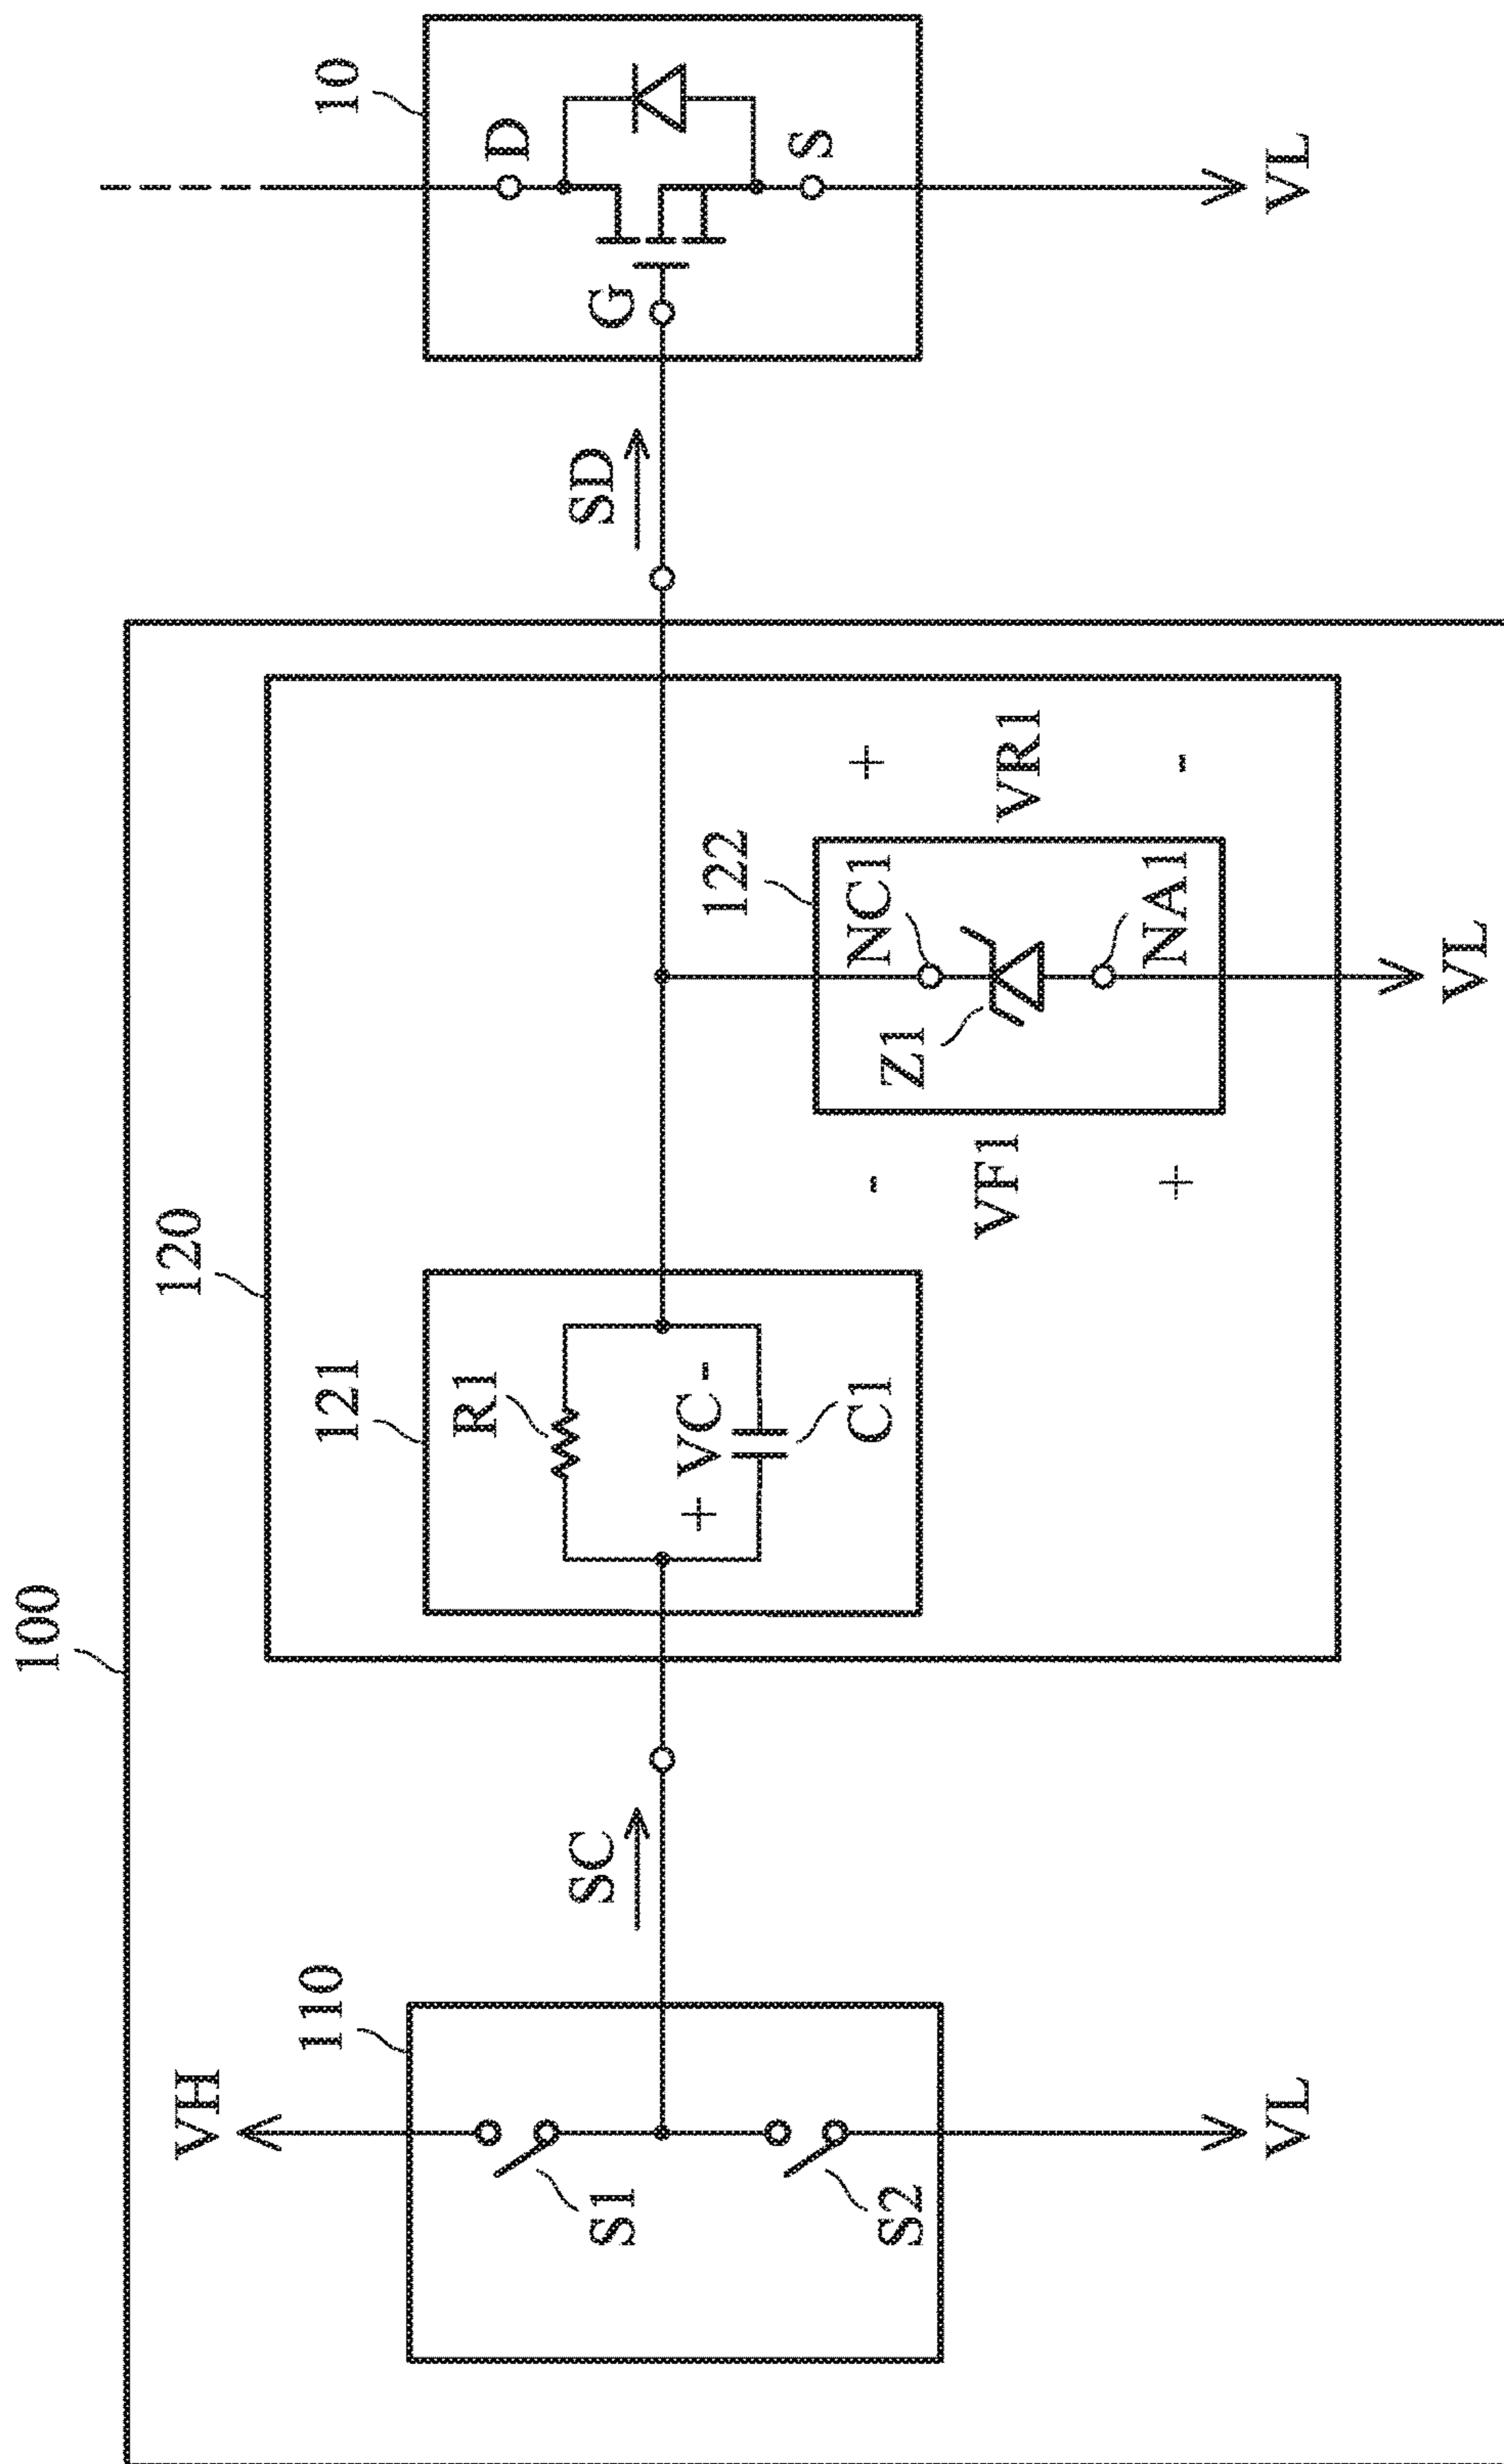 100
120
VH
110
S1
S2
VL
SC
121
R1
+ VC -
C1
122
Z1
NC1
NA1
- VF1 +
+ VR1 -
VL
SD
10
D
G
S
VL